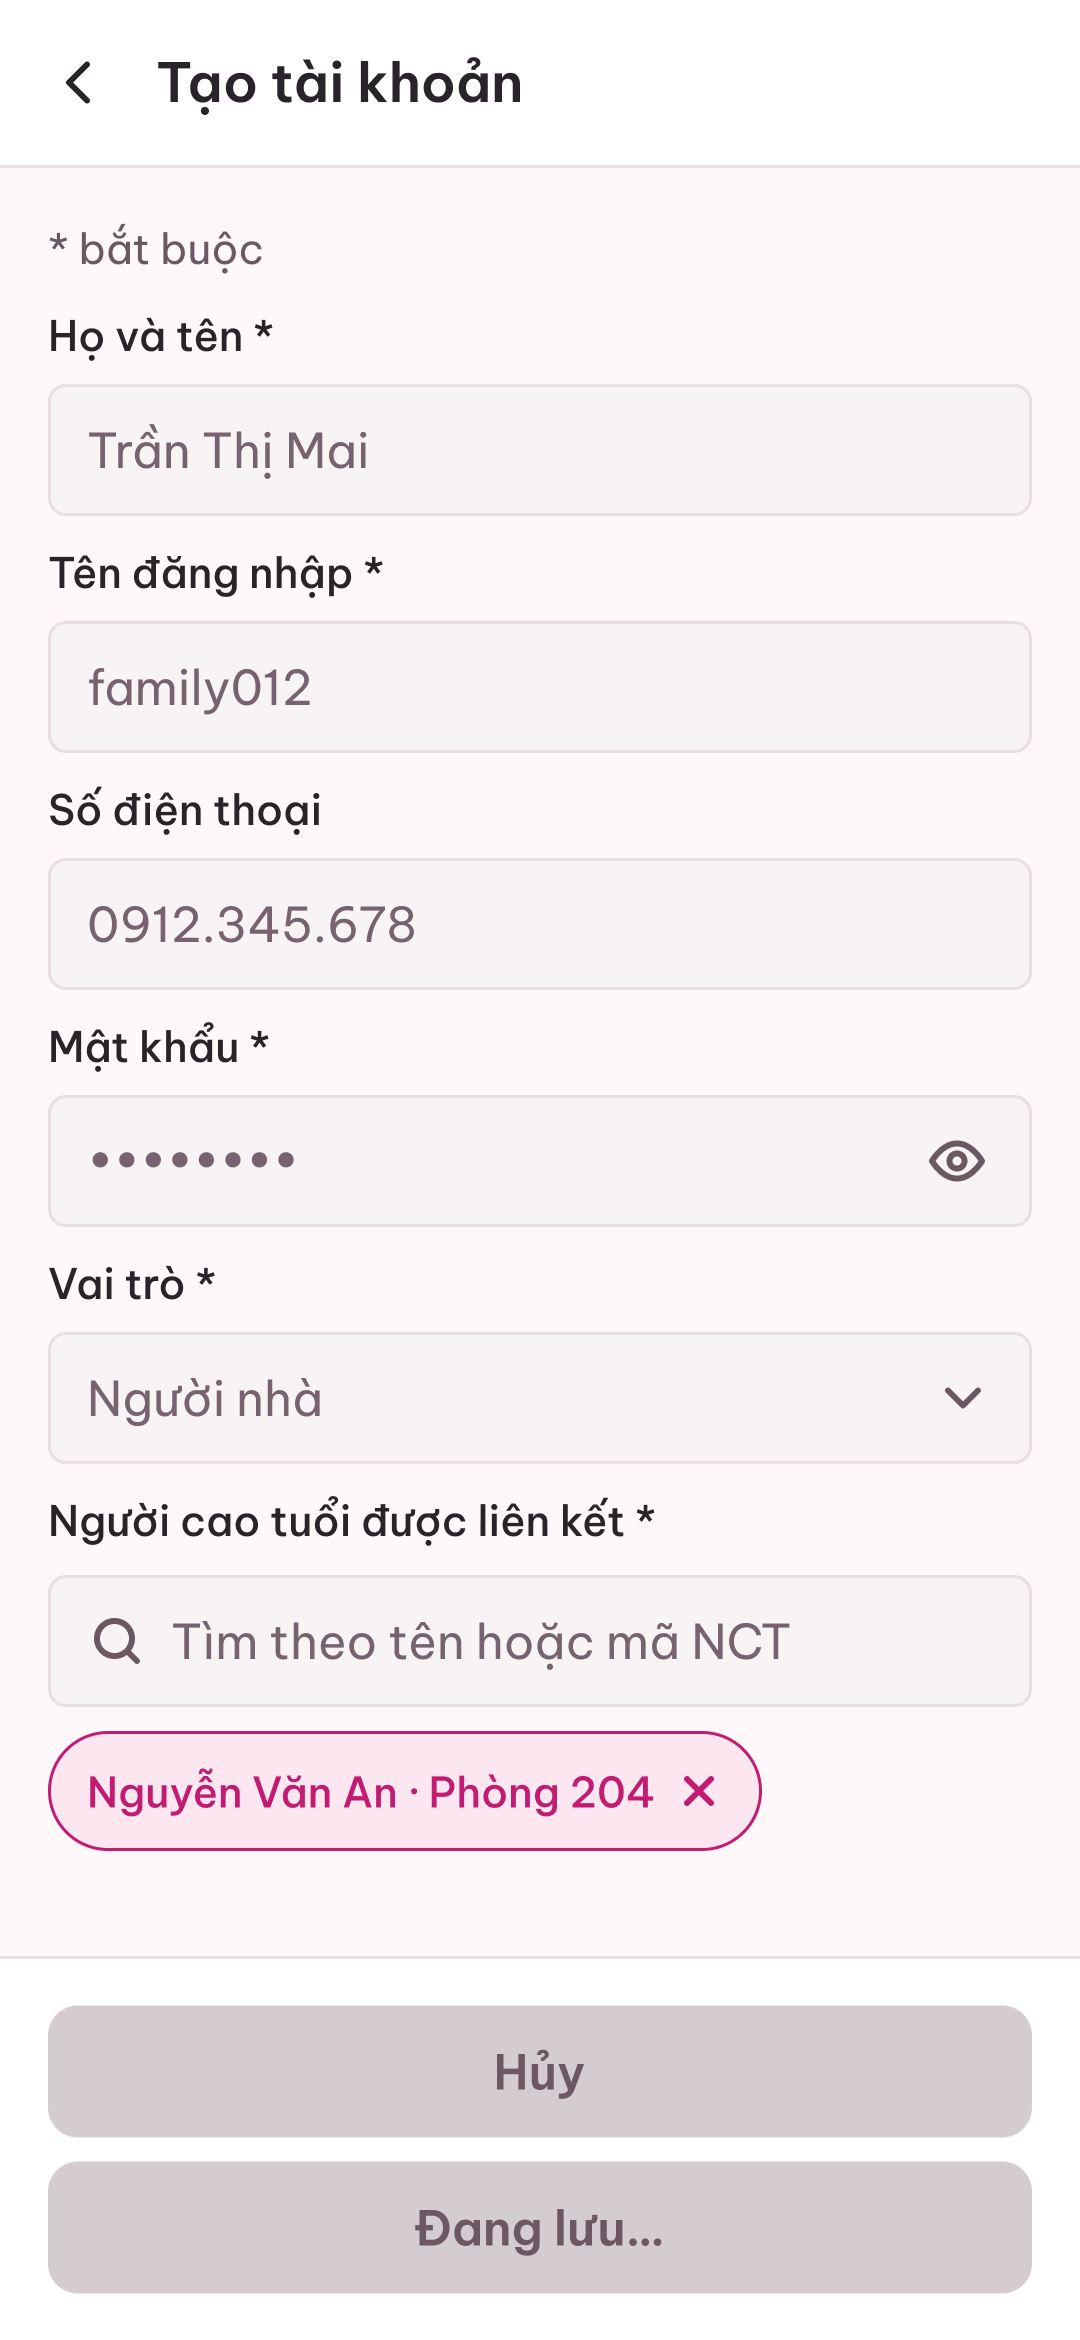 Tạo tài khoản
* bắt buộc
Họ và tên *
Trần Thị Mai
Tên đăng nhập *
family012
Số điện thoại
0912.345.678
Mật khẩu *
••••••••
Vai trò *
Người nhà
Người cao tuổi được liên kết *
Tìm theo tên hoặc mã NCT
Nguyễn Văn An · Phòng 204
Hủy
Đang lưu...